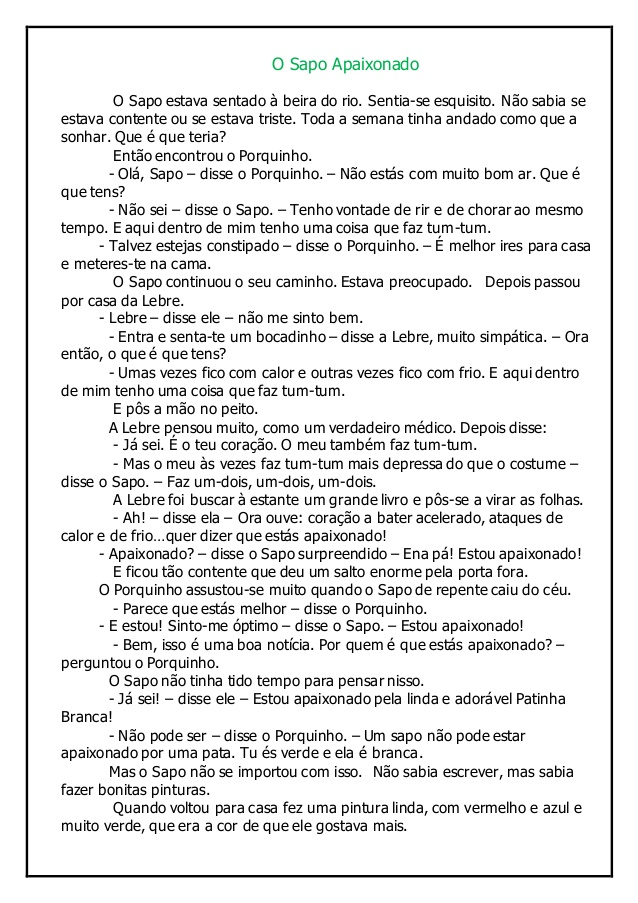 O Sapo Apaixonado
O Sapo estava sentado à beira do rio. Sentia-se esquisito. Não sabia se
estava contente ou se estava triste. Toda a semana tinha andado como que a
sonhar. Que é que teria?
Então encontrou o Porquinho.
- Olá, Sapo – disse o Porquinho. – Não estás com muito bom ar. Que é
que tens?
- Não sei – disse o Sapo. – Tenho vontade de rir e de chorar ao mesmo
tempo. E aqui dentro de mim tenho uma coisa que faz tum-tum.
- Talvez estejas constipado – disse o Porquinho. – É melhor ires para casa
e meteres-te na cama.
O Sapo continuou o seu caminho. Estava preocupado. Depois passou
por casa da Lebre.
- Lebre – disse ele – não me sinto bem.
- Entra e senta-te um bocadinho – disse a Lebre, muito simpática. – Ora
então, o que é que tens?
- Umas vezes fico com calor e outras vezes fico com frio. E aqui dentro
de mim tenho uma coisa que faz tum-tum.
E pôs a mão no peito.
A Lebre pensou muito, como um verdadeiro médico. Depois disse:
- Já sei. É o teu coração. O meu também faz tum-tum.
- Mas o meu às vezes faz tum-tum mais depressa do que o costume –
disse o Sapo. – Faz um-dois, um-dois, um-dois.
A Lebre foi buscar à estante um grande livro e pôs-se a virar as folhas.
- Ah! – disse ela – Ora ouve: coração a bater acelerado, ataques de
calor e de frio…quer dizer que estás apaixonado!
- Apaixonado? – disse o Sapo surpreendido – Ena pá! Estou apaixonado!
E ficou tão contente que deu um salto enorme pela porta fora.
O Porquinho assustou-se muito quando o Sapo de repente caiu do céu.
- Parece que estás melhor – disse o Porquinho.
- E estou! Sinto-me óptimo – disse o Sapo. – Estou apaixonado!
- Bem, isso é uma boa notícia. Por quem é que estás apaixonado? –
perguntou o Porquinho.
O Sapo não tinha tido tempo para pensar nisso.
- Já sei! – disse ele – Estou apaixonado pela linda e adorável Patinha
Branca!
- Não pode ser – disse o Porquinho. – Um sapo não pode estar
apaixonado por uma pata. Tu és verde e ela é branca.
Mas o Sapo não se importou com isso. Não sabia escrever, mas sabia
fazer bonitas pinturas.
Quando voltou para casa fez uma pintura linda, com vermelho e azul e
muito verde, que era a cor de que ele gostava mais.